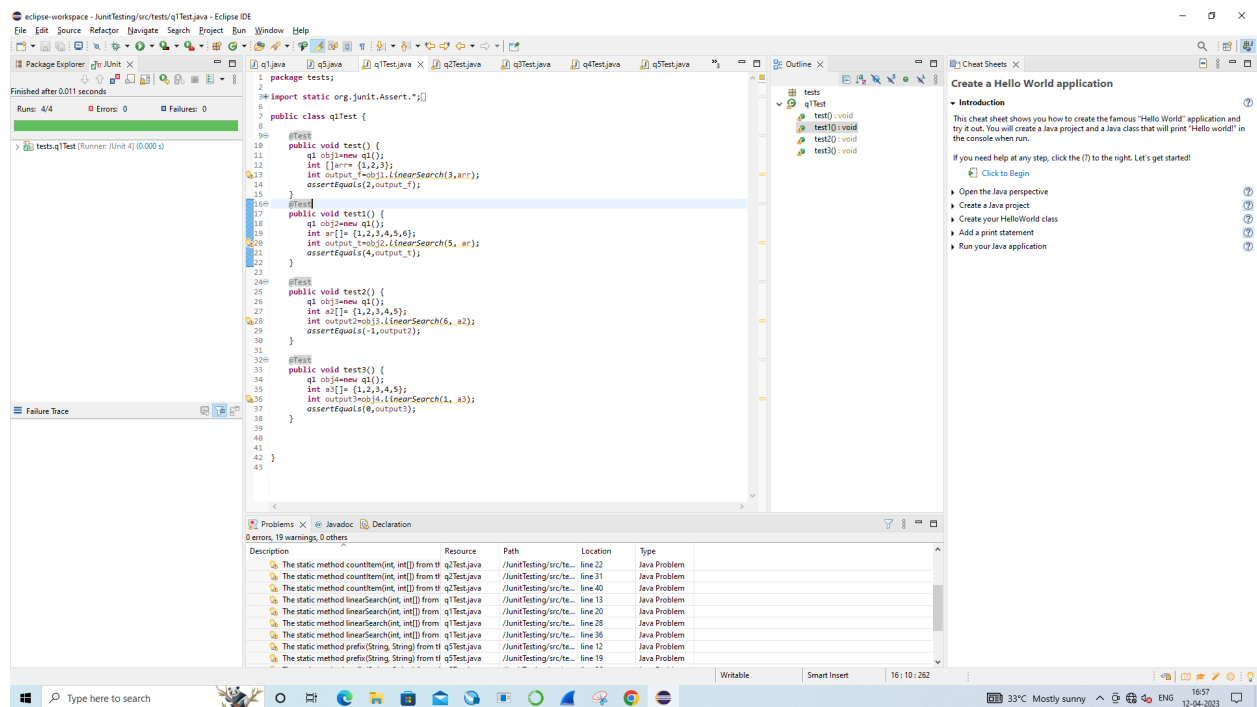 eclipse-workspace - JunitTesting/src/tests/q1Test.java - Eclipse IDE
File Edit Source Refactor Navigate Search Project Run Window Help
Package Explorer JUnit
Finished after 0.011 seconds
Runs: 4/4 Errors: 0 Failures: 0
tests.q1Test [Runner: JUnit 4] (0.000 s)
Failure Trace
q1.java q5.java q1Test.java q2Test.java q3Test.java q4Test.java q5Test.java
1 package tests;
2
3 import static org.junit.Assert.*;
6
7 public class q1Test {
8
9 @Test
10 public void test() {
11 q1 obj1=new q1();
12 int []arr= {1,2,3};
13 int output_f=obj1.linearSearch(3,arr);
14 assertEquals(2,output_f);
15 }
16 @Test
17 public void test1() {
18 q1 obj2=new q1();
19 int ar[]= {1,2,3,4,5,6};
20 int output_t=obj2.linearSearch(5, ar);
21 assertEquals(4,output_t);
22 }
23
24 @Test
25 public void test2() {
26 q1 obj3=new q1();
27 int a2[]= {1,2,3,4,5};
28 int output2=obj3.linearSearch(6, a2);
29 assertEquals(-1,output2);
30 }
31
32 @Test
33 public void test3() {
34 q1 obj4=new q1();
35 int a3[]= {1,2,3,4,5};
36 int output3=obj4.linearSearch(1, a3);
37 assertEquals(0,output3);
38 }
39
40
41
42 }
43
Outline
tests
q1Test
test() : void
test1() : void
test2() : void
test3() : void
Cheat Sheets
Create a Hello World application
Introduction
This cheat sheet shows you how to create the famous "Hello World" application and
try it out. You will create a Java project and a Java class that will print "Hello world!" in
the console when run.
If you need help at any step, click the (?) to the right. Let's get started!
Click to Begin
Open the Java perspective
Create a Java project
Create your HelloWorld class
Add a print statement
Run your Java application
Problems Javadoc Declaration
0 errors, 19 warnings, 0 others
Description Resource Path Location Type
The static method countItem(int, int[]) from th q2Test.java /JunitTesting/src/te... line 22 Java Problem
The static method countItem(int, int[]) from th q2Test.java /JunitTesting/src/te... line 31 Java Problem
The static method countItem(int, int[]) from th q2Test.java /JunitTesting/src/te... line 40 Java Problem
The static method linearSearch(int, int[]) from q1Test.java /JunitTesting/src/te... line 13 Java Problem
The static method linearSearch(int, int[]) from q1Test.java /JunitTesting/src/te... line 20 Java Problem
The static method linearSearch(int, int[]) from q1Test.java /JunitTesting/src/te... line 28 Java Problem
The static method linearSearch(int, int[]) from q1Test.java /JunitTesting/src/te... line 36 Java Problem
The static method prefix(String, String) from th q5Test.java /JunitTesting/src/te... line 12 Java Problem
The static method prefix(String, String) from th q5Test.java /JunitTesting/src/te... line 19 Java Problem
Writable Smart Insert 16 : 10 : 262
Type here to search
33°C Mostly sunny ENG 16:57
12-04-2023